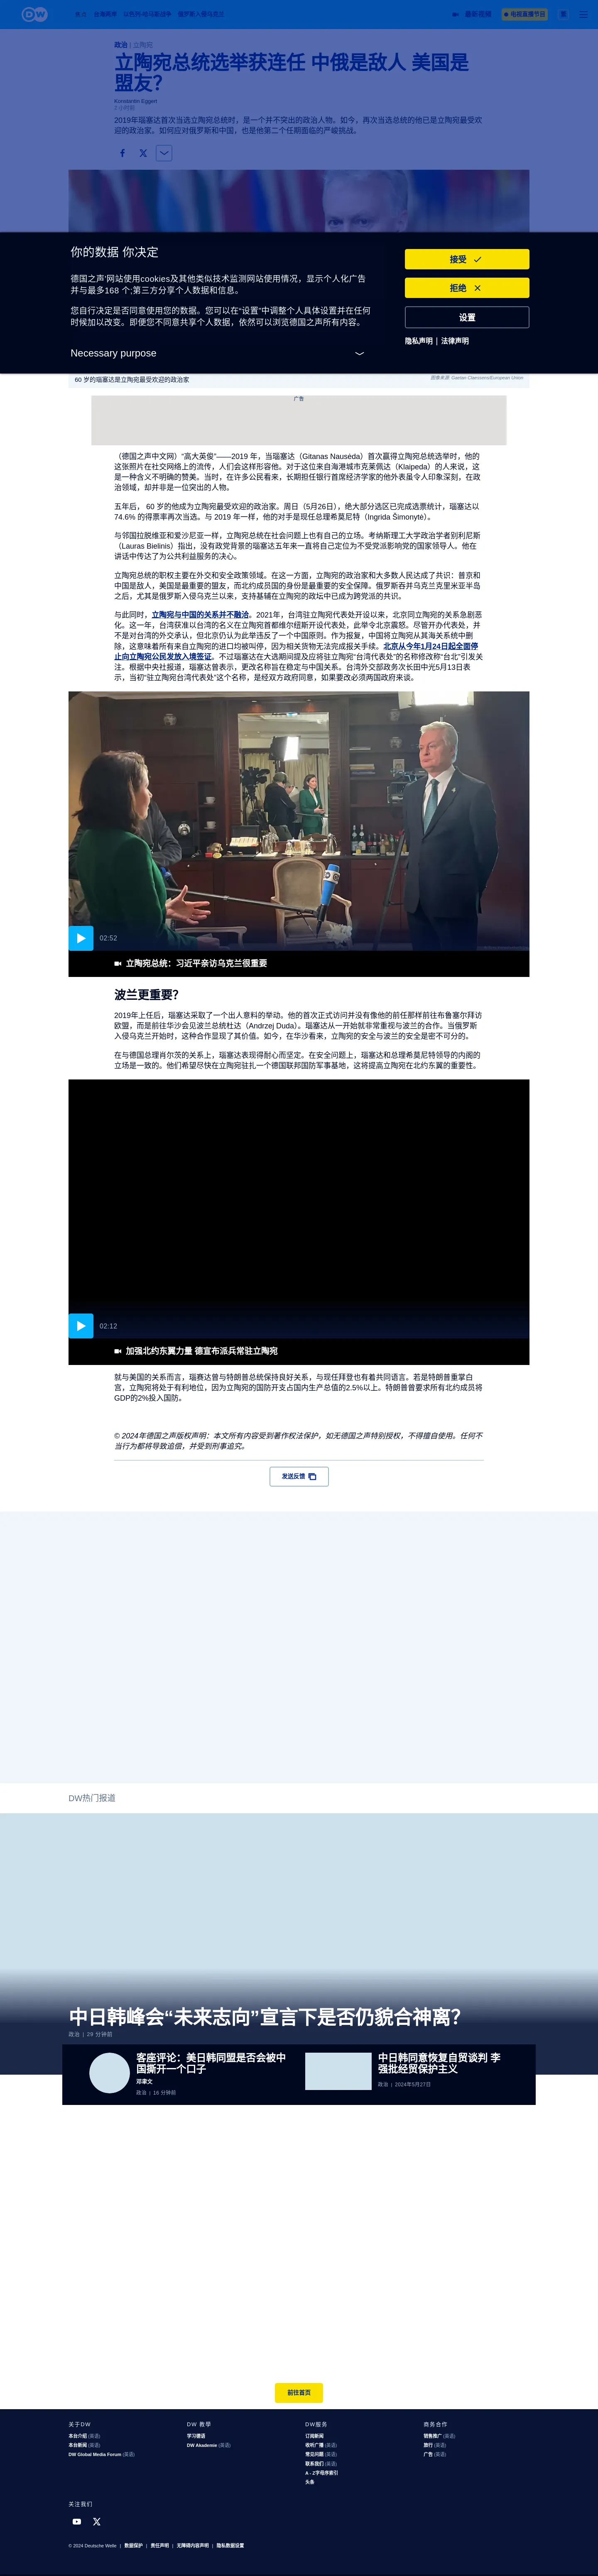 DW
台海两岸 以色列-哈马斯战争 俄罗斯入侵乌克兰
最新视频
电视直播节目
政治 | 立陶宛
立陶宛总统选举获连任 中俄是敌人 美国是
盟友？
Konstantin Eggert
2019年瑙塞达首次当选立陶宛总统时，是一个并不突出的政治人物。如今，再次当选总统的他已是立陶宛最受欢
迎的政治家。如何应对俄罗斯和中国，也是他第二个任期面临的严峻挑战。
你的数据 你决定
德国之声'网站使用cookies及其他类似技术监测网站使用情况，显示个人化广告
并与最多168 个;第三方分享个人数据和信息。
您自行决定是否同意使用您的数据。您可以在“设置”中调整个人具体设置并在任何
时候加以改变。即便您不同意共享个人数据，依然可以浏览德国之声所有内容。
Necessary purpose
接受
拒绝
设置
隐私声明 | 法律声明
60 岁的瑙塞达是立陶宛最受欢迎的政治家
广告
（德国之声中文网）“高大英俊”——2019 年，当瑙塞达（Gitanas Nausėda）首次赢得立陶宛总统选举时，他的
这张照片在社交网络上的流传，人们会这样形容他。对于这位来自海港城市克莱佩达（Klaipeda）的人来说，这
是一种含义不明确的赞美。当时，在许多公民看来，长期担任银行首席经济学家的他外表虽令人印象深刻，在政
治领域，却并非是一位突出的人物。
五年后， 60 岁的他成为立陶宛最受欢迎的政治家。周日（5月26日），绝大部分选区已完成选票统计，瑙塞达以
74.6% 的得票率再次当选。与 2019 年一样，他的对手是现任总理希莫尼特（Ingrida Šimonytė）。
与邻国拉脱维亚和爱沙尼亚一样，立陶宛总统在社会问题上也有自己的立场。考纳斯理工大学政治学者别利尼斯
（Lauras Bielinis）指出，没有政党背景的瑙塞达五年来一直将自己定位为不受党派影响党的国家领导人。他在
讲话中传达了为公共利益服务的决心。
立陶宛总统的职权主要在外交和安全政策领域。在这一方面，立陶宛的政治家和大多数人民达成了共识：普京和
中国是敌人，美国是最重要的盟友，而北约成员国的身份是最重要的安全保障。俄罗斯吞并乌克兰克里米亚半岛
之后，尤其是俄罗斯入侵乌克兰以来，支持基辅在立陶宛的政坛中已成为跨党派的共识。
与此同时，立陶宛与中国的关系并不融洽。2021年，台湾驻立陶宛代表处开设以来，北京同立陶宛的关系急剧恶
化。这一年，台湾获准以台湾的名义在立陶宛首都维尔纽斯开设代表处，此举令北京震怒。尽管开办代表处，并
不是对台湾的外交承认，但北京仍认为此举违反了一个中国原则。作为报复，中国将立陶宛从其海关系统中删
除，这意味着所有来自立陶宛的进口均被叫停，因为相关货物无法完成报关手续。北京从今年1月24日起全面停
止向立陶宛公民发放入境签证。不过瑙塞达在大选期间提及应将驻立陶宛“台湾代表处”的名称修改称“台北”引发关
注。根据中央社报道，瑙塞达曾表示，更改名称旨在稳定与中国关系。台湾外交部政务次长田中光5月13日表
示，当初“驻立陶宛台湾代表处”这个名称，是经双方政府同意，如果要改必须两国政府来谈。
02:52
立陶宛总统：习近平亲访乌克兰很重要
波兰更重要？
2019年上任后，瑙塞达采取了一个出人意料的举动。他的首次正式访问并没有像他的前任那样前往布鲁塞尔拜访
欧盟，而是前往华沙会见波兰总统杜达（Andrzej Duda）。瑙塞达从一开始就非常重视与波兰的合作。当俄罗斯
入侵乌克兰开始时，这种合作显现了其价值。如今，在华沙看来，立陶宛的安全与波兰的安全是密不可分的。
在与德国总理肖尔茨的关系上，瑙塞达表现得耐心而坚定。在安全问题上，瑙塞达和总理希莫尼特领导的内阁的
立场是一致的。他们希望尽快在立陶宛驻扎一个德国联邦国防军事基地，这将提高立陶宛在北约东翼的重要性。
02:12
加强北约东翼力量 德宣布派兵常驻立陶宛
就与美国的关系而言，瑙赛达曾与特朗普总统保持良好关系，与现任拜登也有着共同语言。若是特朗普重掌白
宫，立陶宛将处于有利地位，因为立陶宛的国防开支占国内生产总值的2.5%以上。特朗普曾要求所有北约成员将
GDP的2%投入国防。
© 2024年德国之声版权声明：本文所有内容受到著作权法保护，如无德国之声特别授权，不得擅自使用。任何不
当行为都将导致追偿，并受到刑事追究。
发送反馈
DW热门报道
中日韩峰会“未来志向”宣言下是否仍貌合神离？
政治 | 29 分钟前
客座评论：美日韩同盟是否会被中
国撕开一个口子
邓聿文
政治 | 16 分钟前
中日韩同意恢复自贸谈判 李
强批经贸保护主义
政治 | 2024年5月27日
前往首页
关于DW
本台介绍 (英语)
本台新闻 (英语)
DW Global Media Forum (英语)
DW 教學
学习德语
DW Akademie (英语)
DW服务
订阅新闻
收听广播 (英语)
常见问题 (英语)
联系我们 (英语)
A - Z字母序索引
头条
商务合作
销售推广 (英语)
旅行 (英语)
广告 (英语)
关注我们
© 2024 Deutsche Welle | 数据保护 | 责任声明 | 无障碍内容声明 | 隐私数据设置